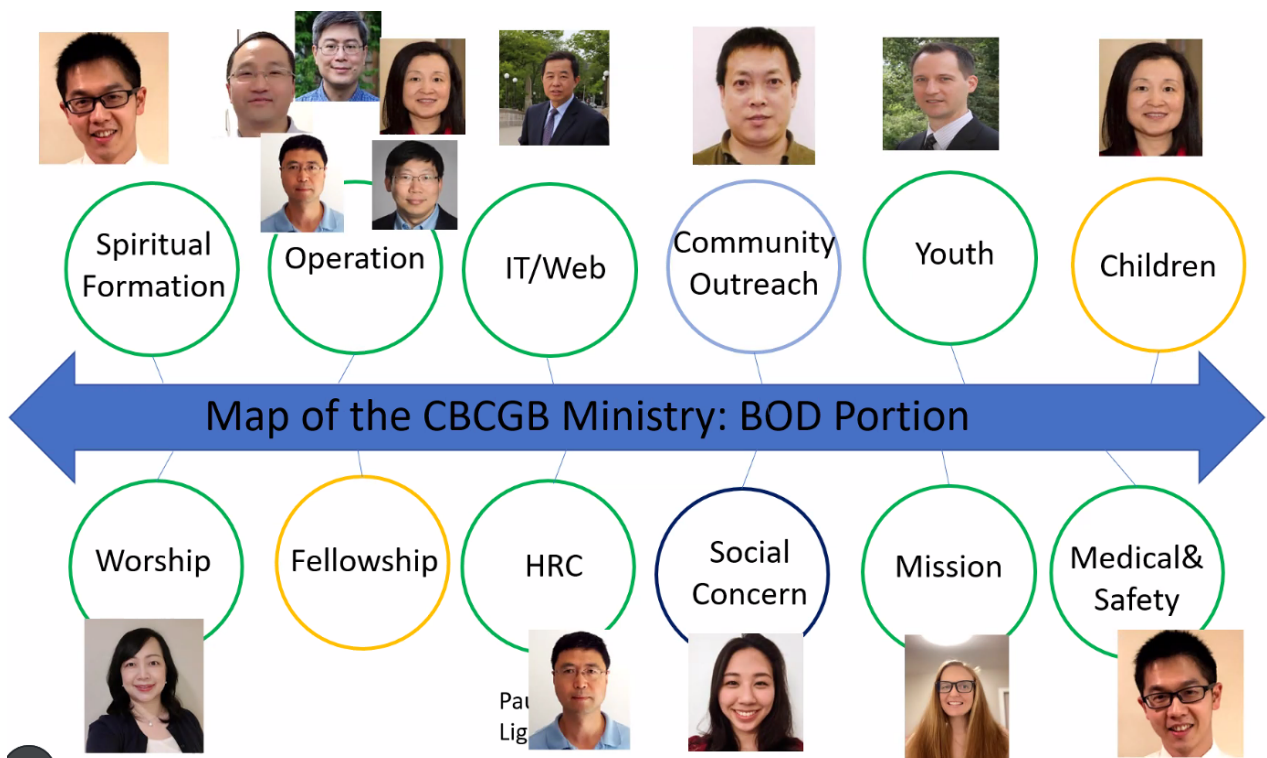 Spiritual
Formation
Operation
IT/Web
Community
Outreach
Youth
Children
Map of the CBCGB Ministry: BOD Portion
Worship
Fellowship
HRC
Social
Concern
Mission
Medical&
Safety